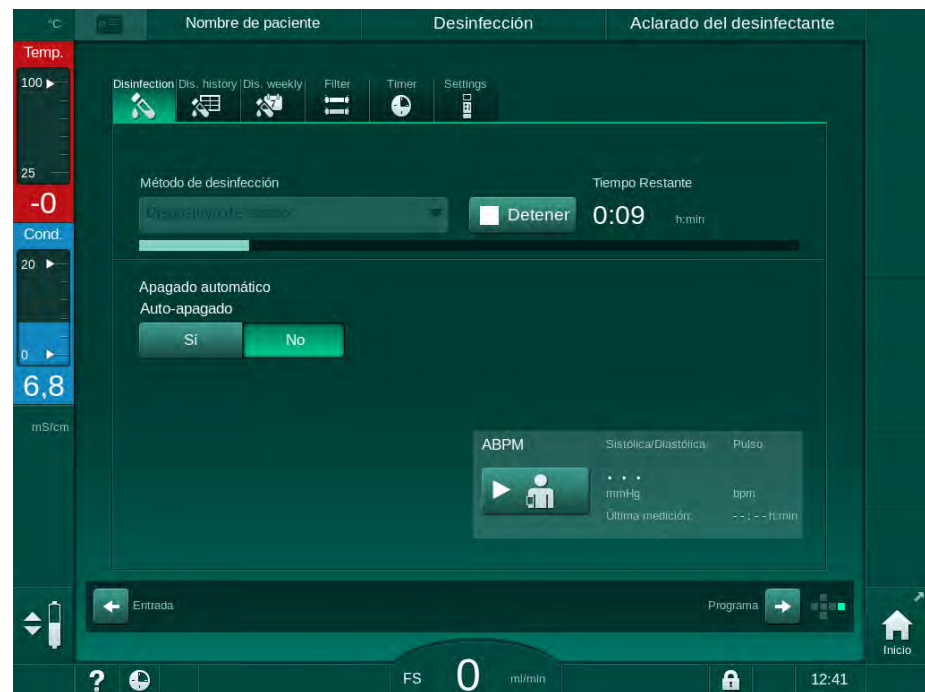 °C
Nombre de paciente
Desinfección
Aclarado del desinfectante
Temp.
100
25
-0
Cond.
20
0
6,8
mS/cm
Disinfection
Dis. history
Dis. weekly
7
Filter
Timer
Settings
Método de desinfección
Detener
Tiempo Restante
0:09 h:min
Apagado automático
Auto-apagado
Sí
No
ABPM
Sistólica/Diastólica
Pulso
. . .
mmHg
bpm
Última medición:
--:-- h:min
Entrada
Programa
Inicio
?
FS 0 ml/min
12:41